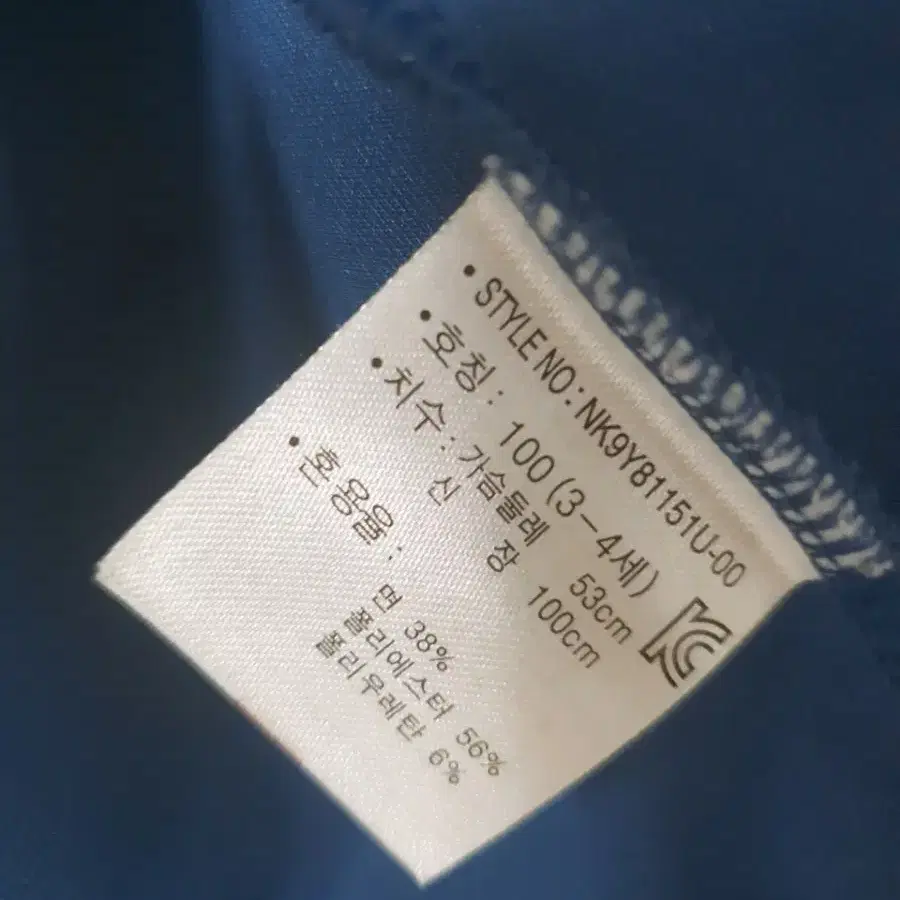 • STYLE NO: NK9Y81151U-00
• 호칭: 100 (3-4세)
• 치수: 가슴둘레 53cm
신 장 100cm
• 혼용율: 면 38%
폴리에스터 56%
폴리우레탄 6%
KC